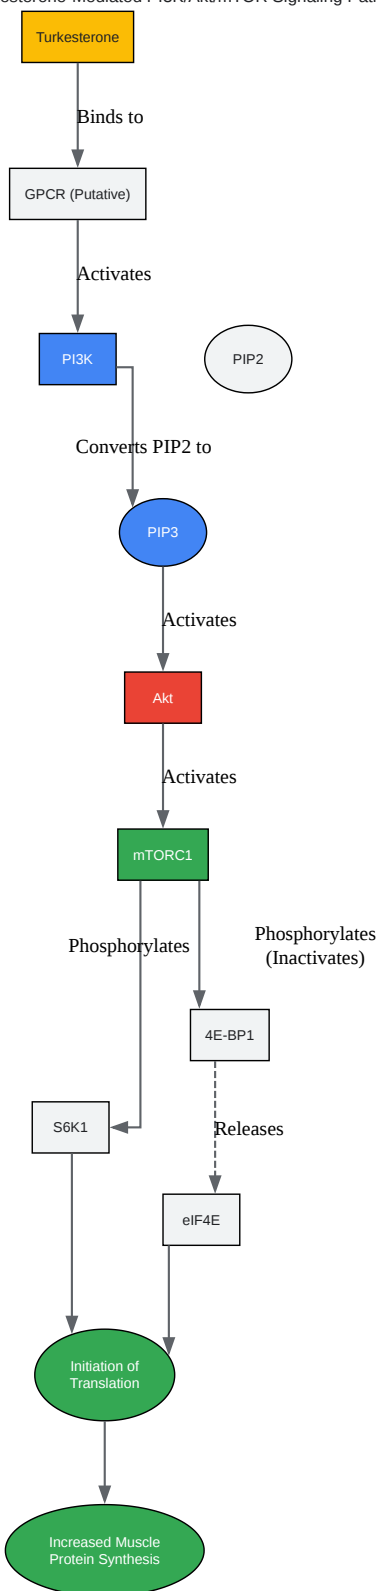 esterone-Mediated PI3K/Akt/mTOR Signaling Pat
Turkesterone
Binds to
GPCR (Putative)
Activates
PI3K
PIP2
Converts PIP2 to
PIP3
Activates
Akt
Activates
mTORC1
Phosphorylates
Phosphorylates
(Inactivates)
4E-BP1
S6K1
Releases
eIF4E
Initiation of
Translation
Increased Muscle
Protein Synthesis